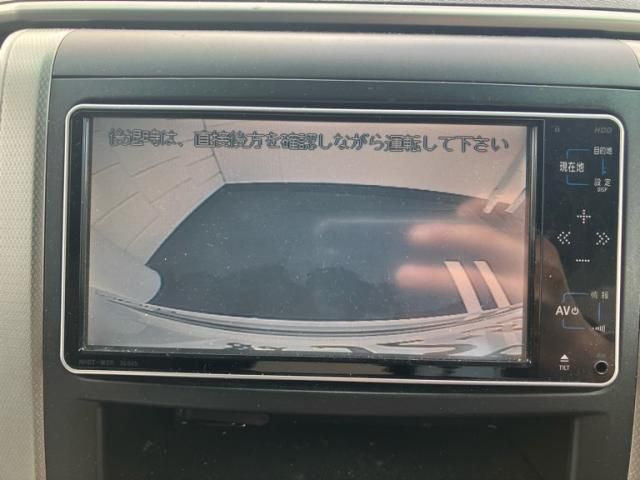 後退時は、直接後方を確認しながら運転して下さい
HDD
目的地
現在地
設定
DISP
情報
AV
TILT